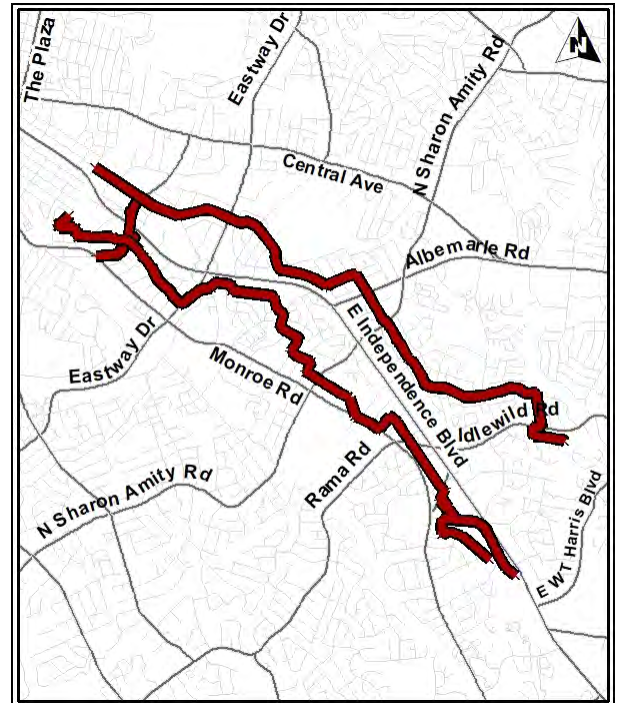 The Plaza
Eastway Dr
N
N Sharon Amity Rd
Central Ave
Albemarle Rd
E Independence Blvd
Eastway Dr
Monroe Rd
Idlewild Rd
Rama Rd
N Sharon Amity Rd
E WT Harris Blvd